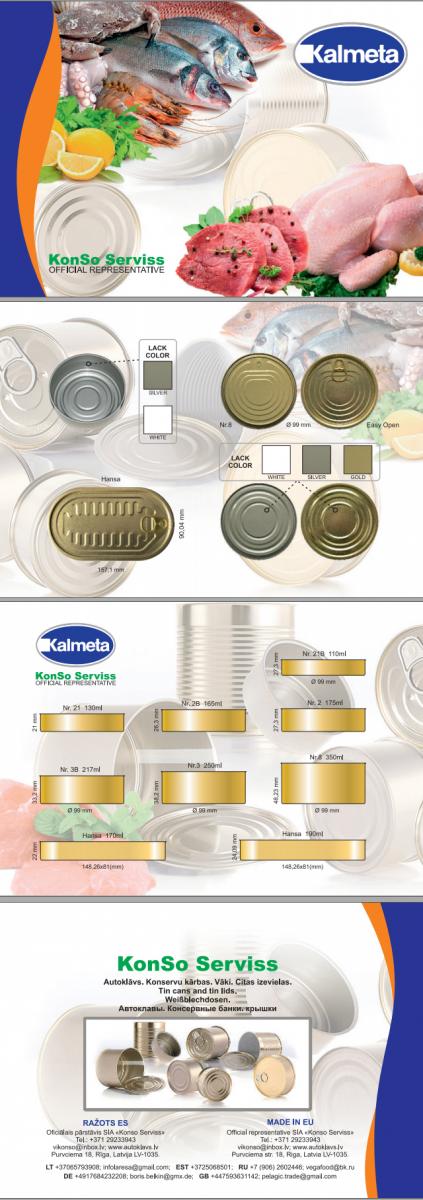 Kalmeta
KonSo Serviss
OFFICIAL REPRESENTATIVE
LACK
COLOR
SILVER
WHITE
Nr.8
Ø 99 mm
Easy Open
LACK
COLOR
WHITE
SILVER
GOLD
Hansa
90,04 mm
157,1 mm
Kalmeta
KonSo Serviss
OFFICIAL REPRESENTATIVE
Nr. 21B 110ml
Ø 99 mm
Nr. 21 130ml
21 mm
Nr. 2B 165ml
26,3 mm
Nr. 2 175ml
27,3 mm
Nr. 3B 217ml
33,2 mm
Ø 99 mm
Nr.3 250ml
38,2 mm
Ø 99 mm
Nr.8 350ml
48,23 mm
Ø 99 mm
Hansa 170ml
22 mm
148,26x81(mm)
Hansa 190ml
24,09 mm
148,26x81(mm)
KonSo Serviss
Autoklāvs. Konservu kārbas. Vāki. Citas izevielas.
Tin cans and tin lids.
Weißblechdosen.
Автоклавы. Консервные банки. крышки
RAŽOTS ES
Oficiālais pārstāvis SIA «Konso Serviss»
Tel.: +371 29233943
vikonso@inbox.lv; www.autoklavs.lv
Purvciema 18, Rīga, Latvija LV-1035.
MADE IN EU
Official representative SIA «Konso Serviss»
Tel.: +371 29233943
vikonso@inbox.lv; www.autoklavs.lv
Purvciema str. 18, Riga, Latvia LV-1035.
LT +37065793908; infolaresa@gmail.com; EST +3725068501; RU +7 (906) 2602446; vegafood@bk.ru
DE +4917684232208; boris.belkin@gmx.de; GB +447593631142; pelagic.trade@gmail.com